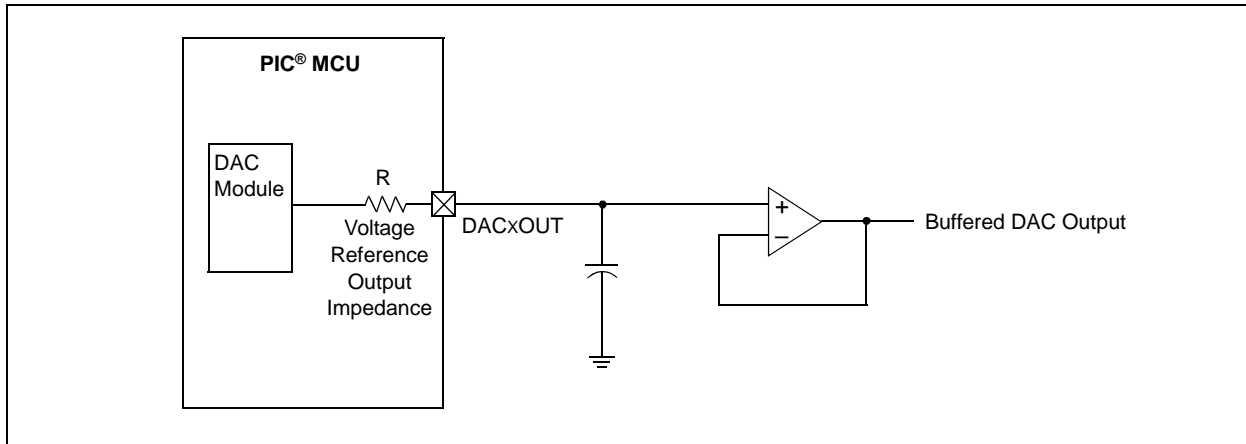 PIC® MCU
DAC
Module
R
Voltage
Reference
Output
Impedance
DACXOUT
+
–
Buffered DAC Output